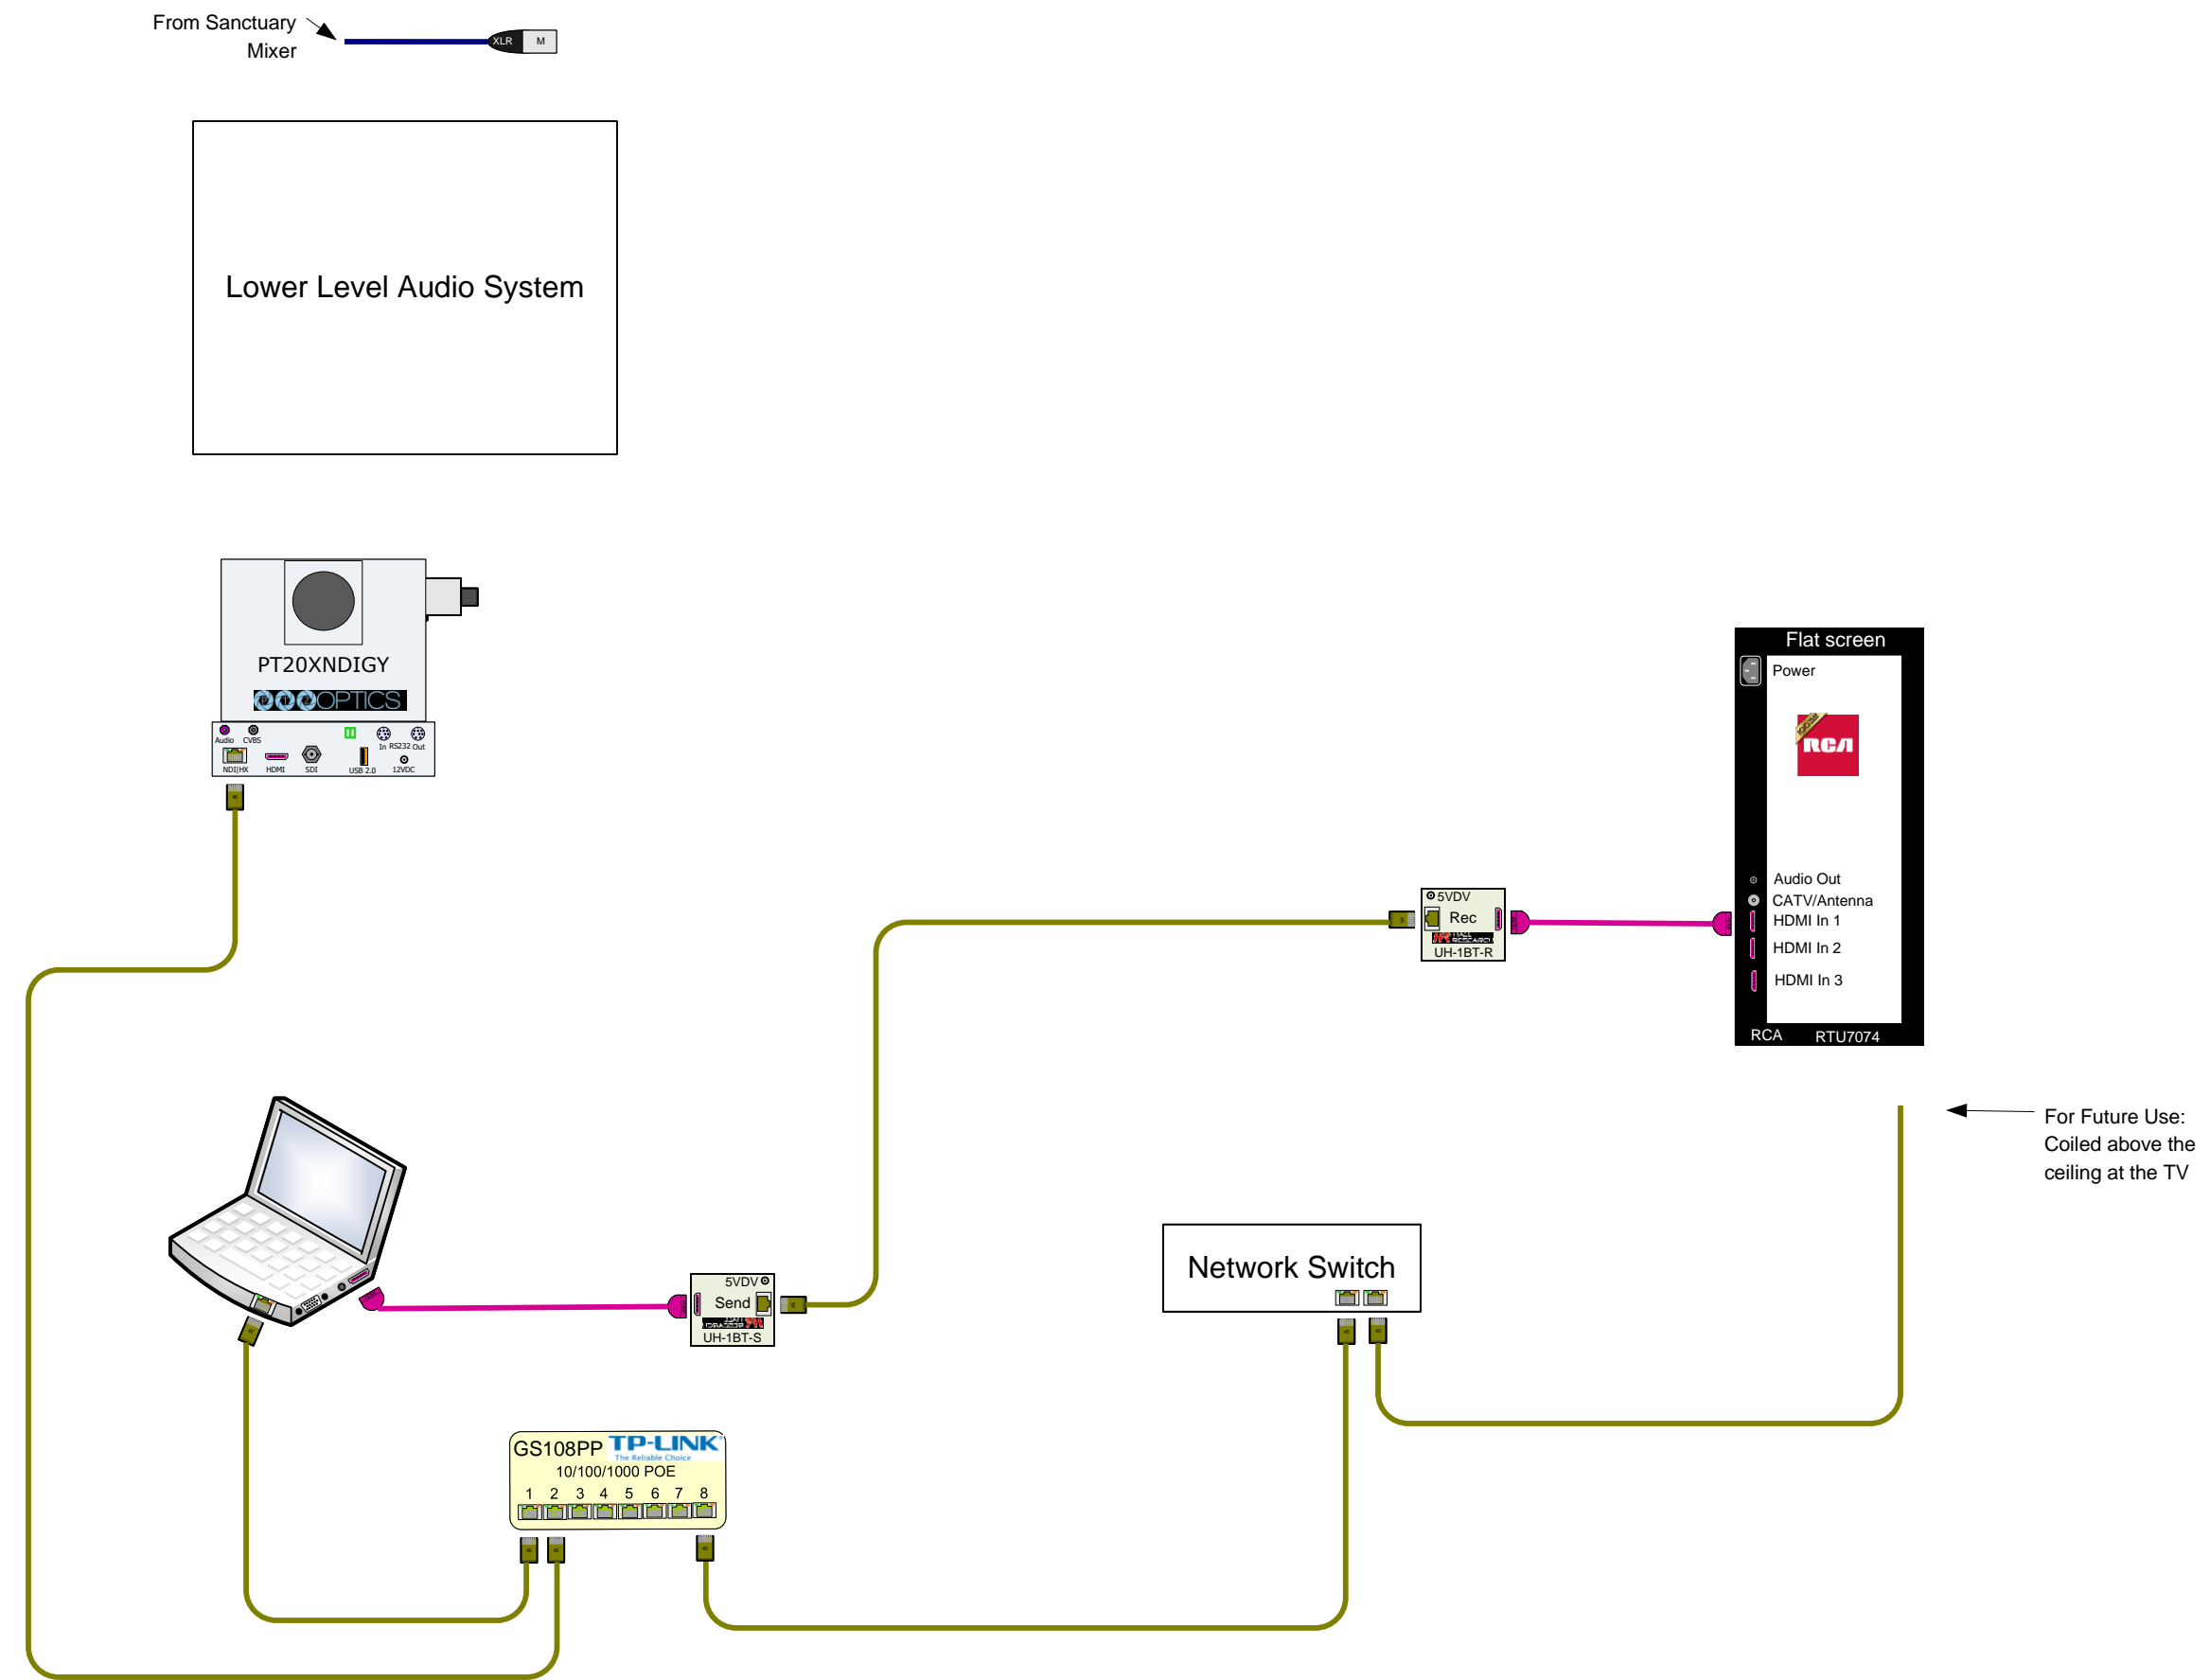 From Sanctuary
Mixer
XLR M
Lower Level Audio System
PT20XNDIGY
PTZOPTICS
Audio CVBS
In RS232 Out
NDI|HX HDMI SDI USB 2.0 12VDC
Flat screen
Power
RCA
Audio Out
CATV/Antenna
HDMI In 1
HDMI In 2
HDMI In 3
RCA RTU7074
5VDV
Rec
HALL
RESEARCH
UH-1BT-R
For Future Use:
Coiled above the
ceiling at the TV
Network Switch
5VDV
Send
UH-1BT-S
GS108PP TP-LINK
The Reliable Choice
10/100/1000 POE
1 2 3 4 5 6 7 8